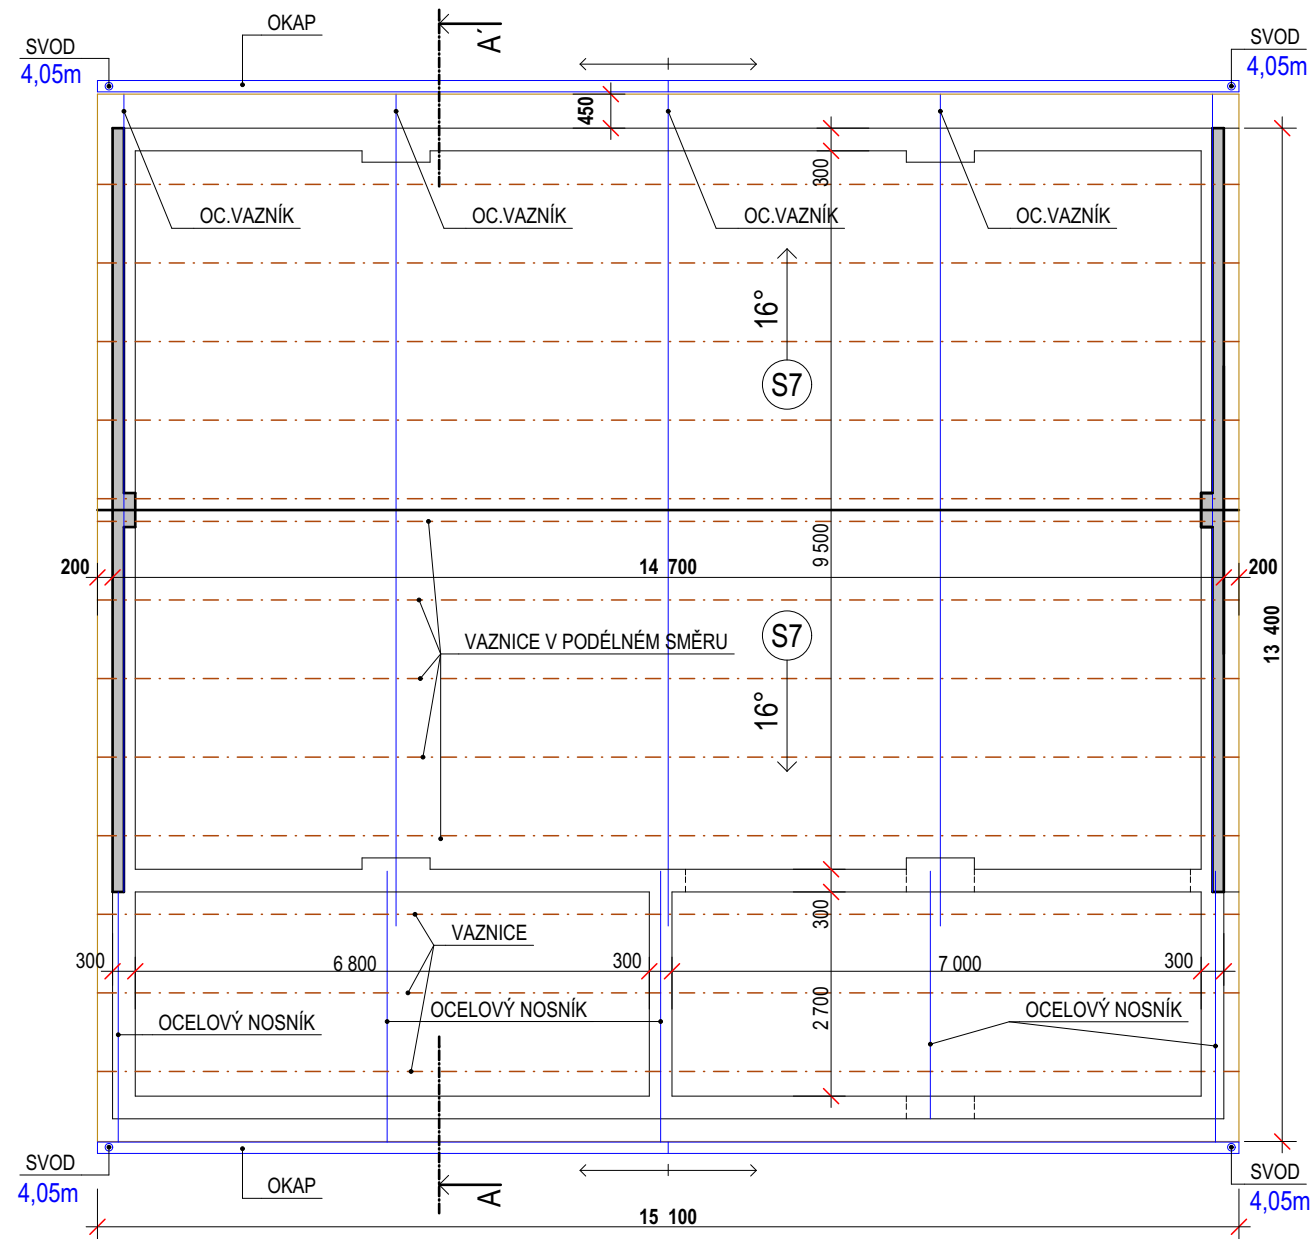 OKAP
A´
SVOD
4,05m
SVOD
4,05m
450
300
OC.VAZNÍK
OC.VAZNÍK
OC.VAZNÍK
OC.VAZNÍK
16°
S7
9 500
200
14 700
200
13 400
VAZNICE V PODÉLNÉM SMĚRU
S7
16°
300
VAZNICE
300
6 800
300
7 000
300
2 700
OCELOVÝ NOSNÍK
OCELOVÝ NOSNÍK
OCELOVÝ NOSNÍK
SVOD
4,05m
OKAP
A
SVOD
4,05m
15 100